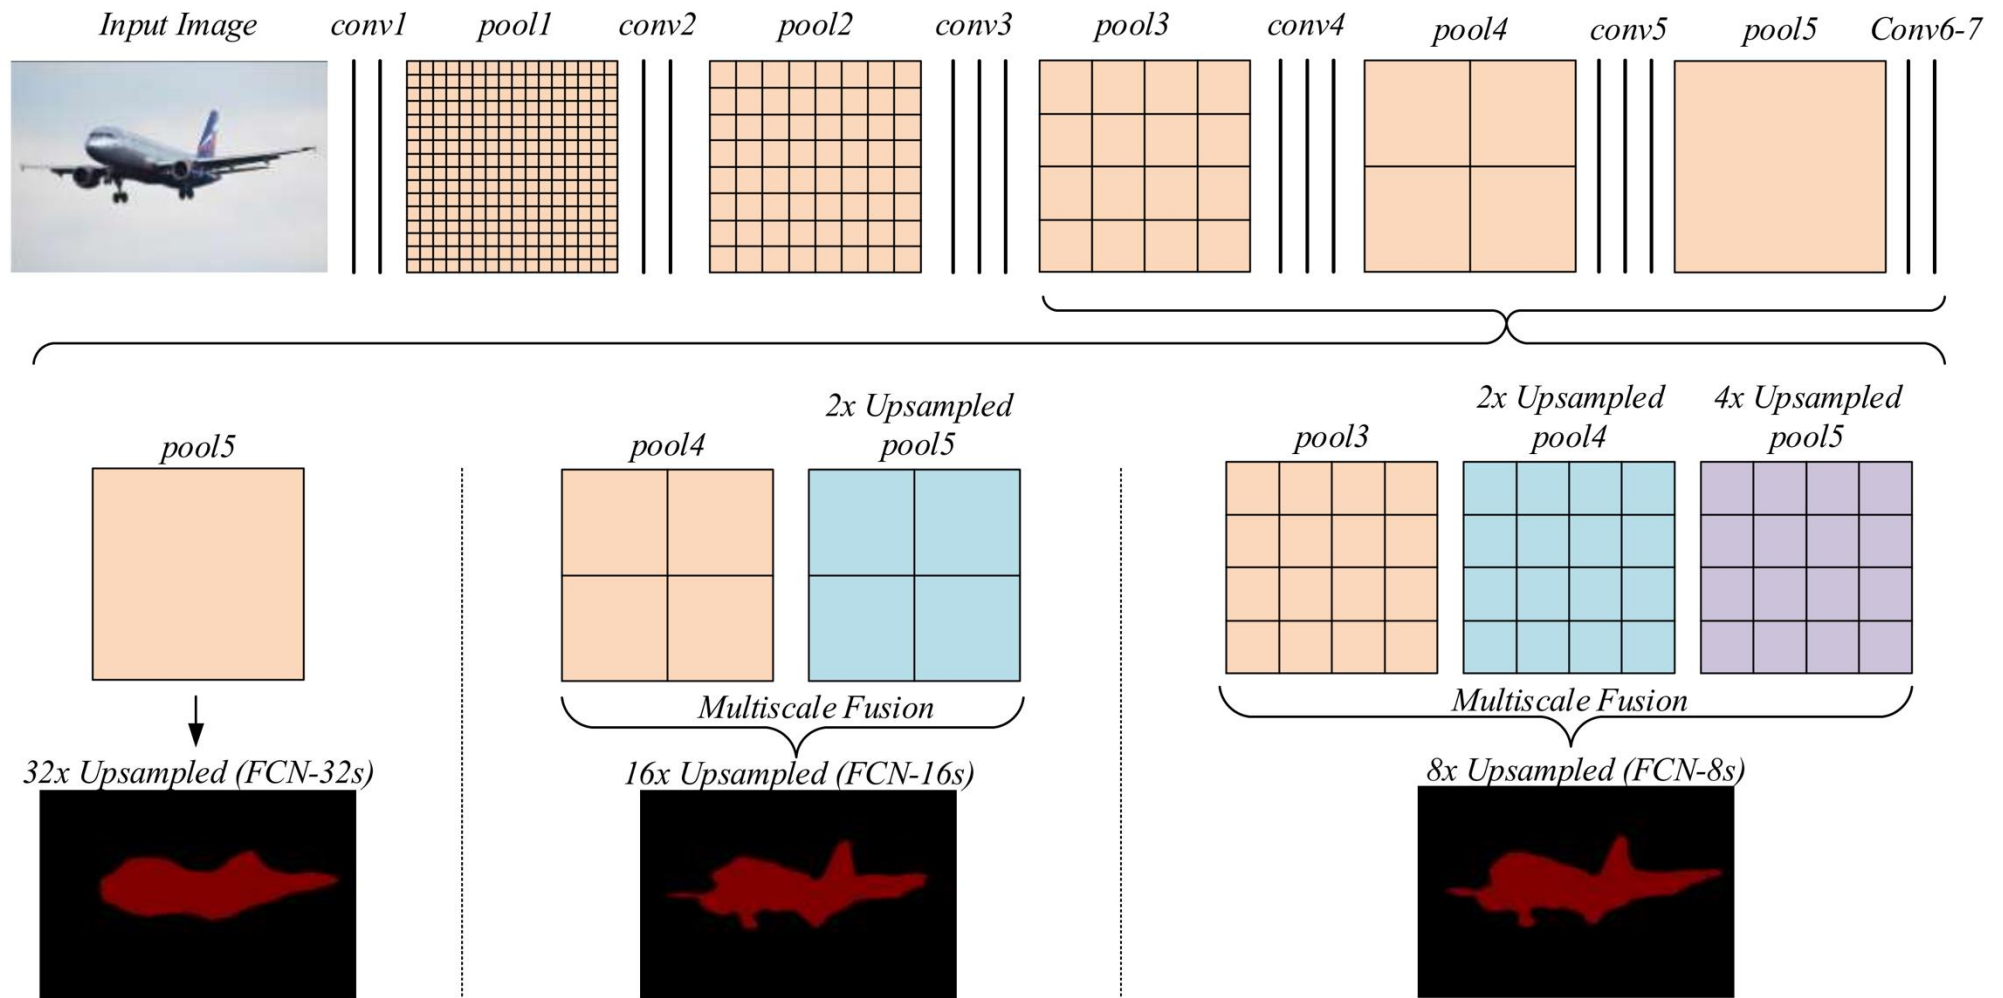 Input Image conv1 pool1 conv2 pool2 conv3 pool3 conv4 pool4 conv5 pool5 Conv6-7
pool5
pool4
2x Upsampled
pool5
pool3
2x Upsampled
pool4
4x Upsampled
pool5
Multiscale Fusion
Multiscale Fusion
32x Upsampled (FCN-32s)
16x Upsampled (FCN-16s)
8x Upsampled (FCN-8s)